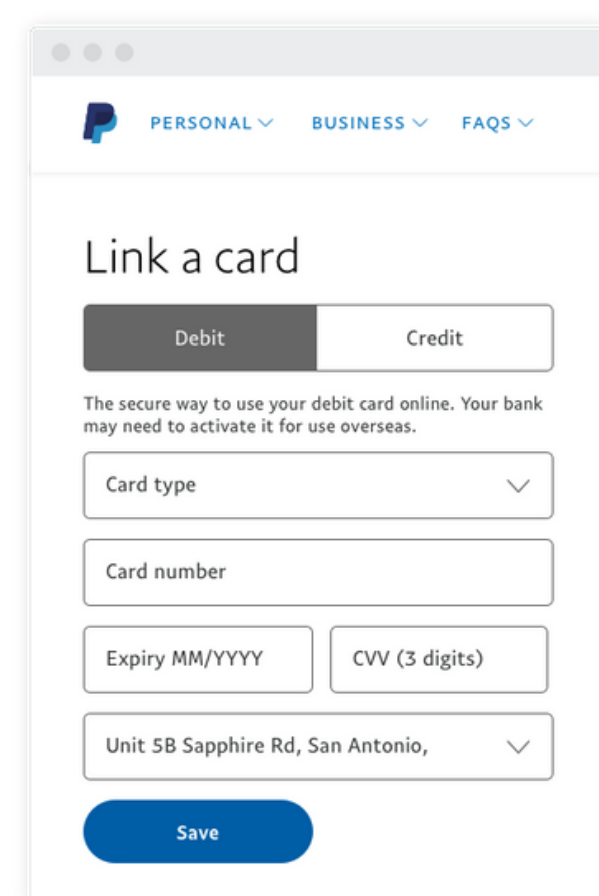 PERSONAL BUSINESS FAQS
Link a card
Debit Credit
The secure way to use your debit card online. Your bank
may need to activate it for use overseas.
Card type
Card number
Expiry MM/YYYY CVV (3 digits)
Unit 5B Sapphire Rd, San Antonio,
Save